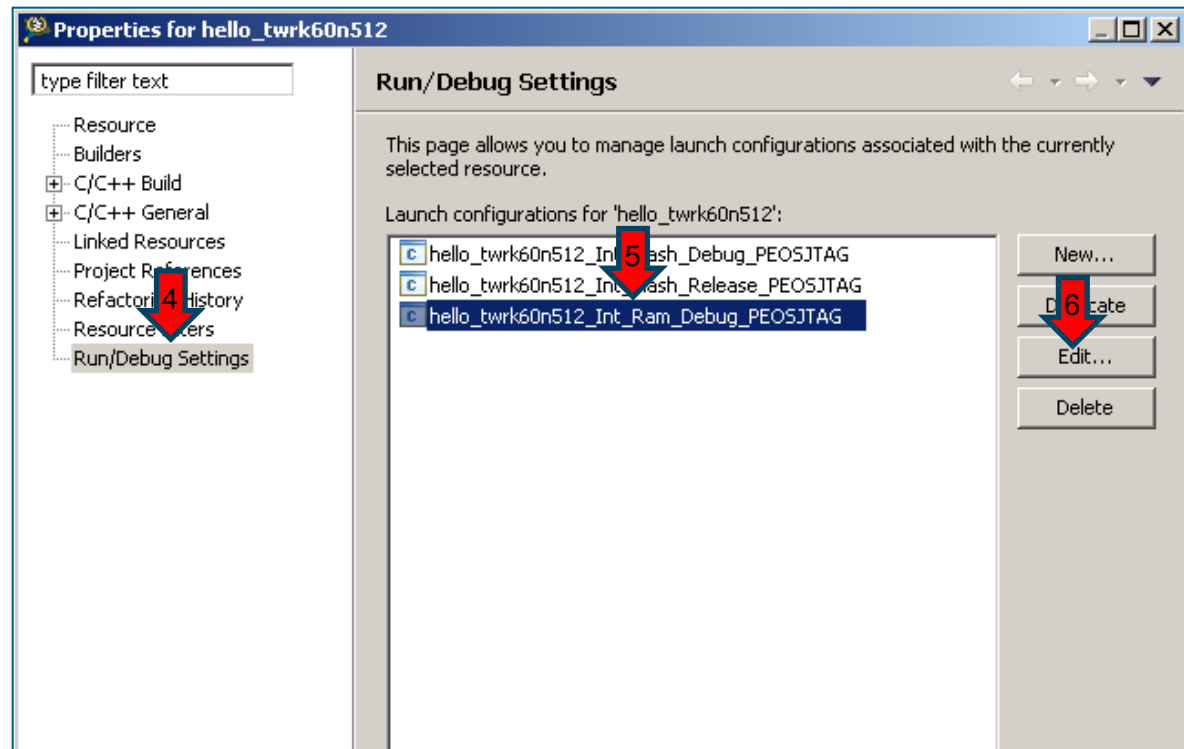 Properties for hello_twrk60n512
type filter text
Run/Debug Settings
Resource
Builders
C/C++ Build
C/C++ General
Linked Resources
Project References
Refactoring History
Resource Filters
Run/Debug Settings
4
This page allows you to manage launch configurations associated with the currently
selected resource.
Launch configurations for 'hello_twrk60n512':
hello_twrk60n512_Int_Flash_Debug_PEOSJTAG
hello_twrk60n512_Int_Flash_Release_PEOSJTAG
hello_twrk60n512_Int_Ram_Debug_PEOSJTAG
5
New...
Duplicate
6
Edit...
Delete